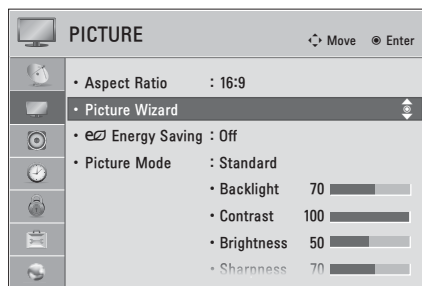 PICTURE
Move Enter
• Aspect Ratio : 16:9
• Picture Wizard
• Energy Saving : Off
• Picture Mode : Standard
• Backlight 70
• Contrast 100
• Brightness 50
• Sharpness 70